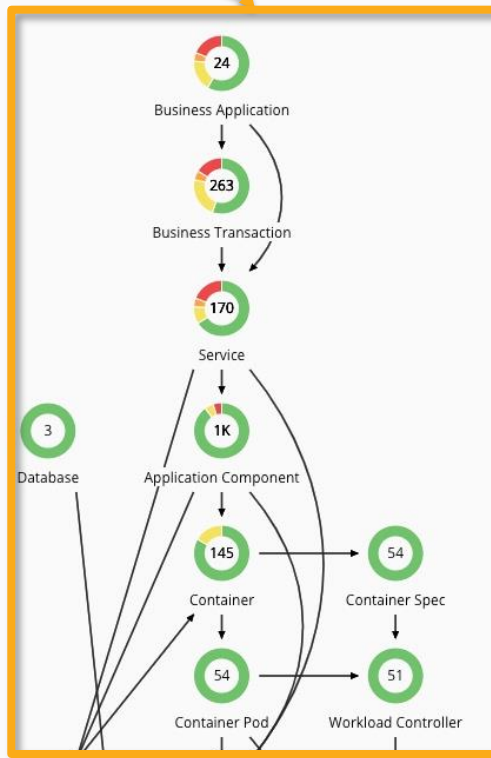 24
Business Application
263
Business Transaction
170
Service
3
Database
1K
Application Component
145
Container
54
Container Spec
54
Container Pod
51
Workload Controller